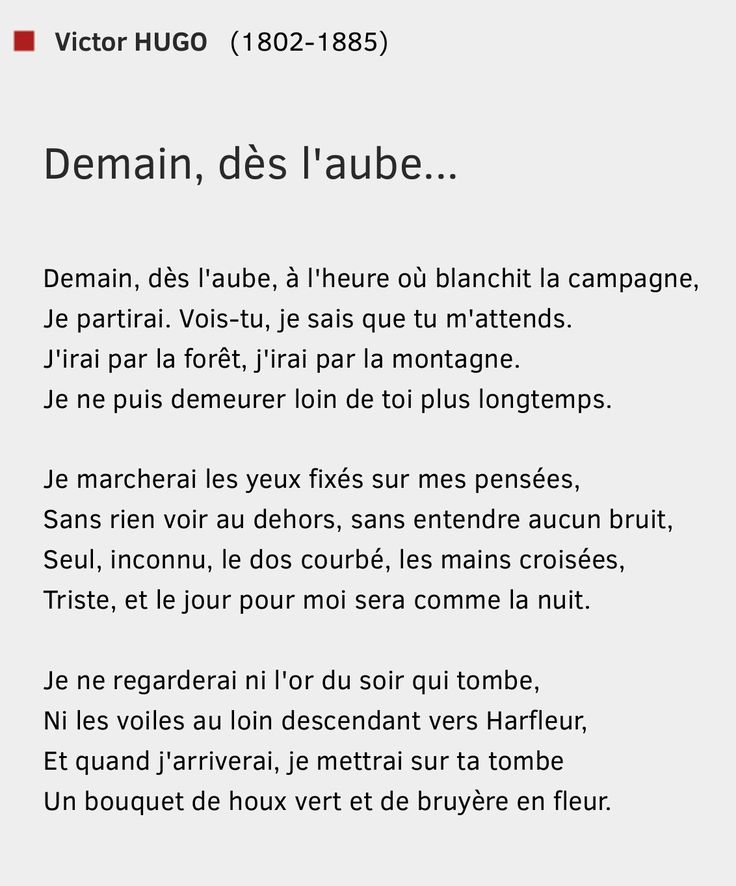 Victor HUGO (1802-1885)
Demain, dès l'aube...
Demain, dès l'aube, à l'heure où blanchit la campagne,
Je partirai. Vois-tu, je sais que tu m'attends.
J'irai par la forêt, j'irai par la montagne.
Je ne puis demeurer loin de toi plus longtemps.
Je marcherai les yeux fixés sur mes pensées,
Sans rien voir au dehors, sans entendre aucun bruit,
Seul, inconnu, le dos courbé, les mains croisées,
Triste, et le jour pour moi sera comme la nuit.
Je ne regarderai ni l'or du soir qui tombe,
Ni les voiles au loin descendant vers Harfleur,
Et quand j'arriverai, je mettrai sur ta tombe
Un bouquet de houx vert et de bruyère en fleur.